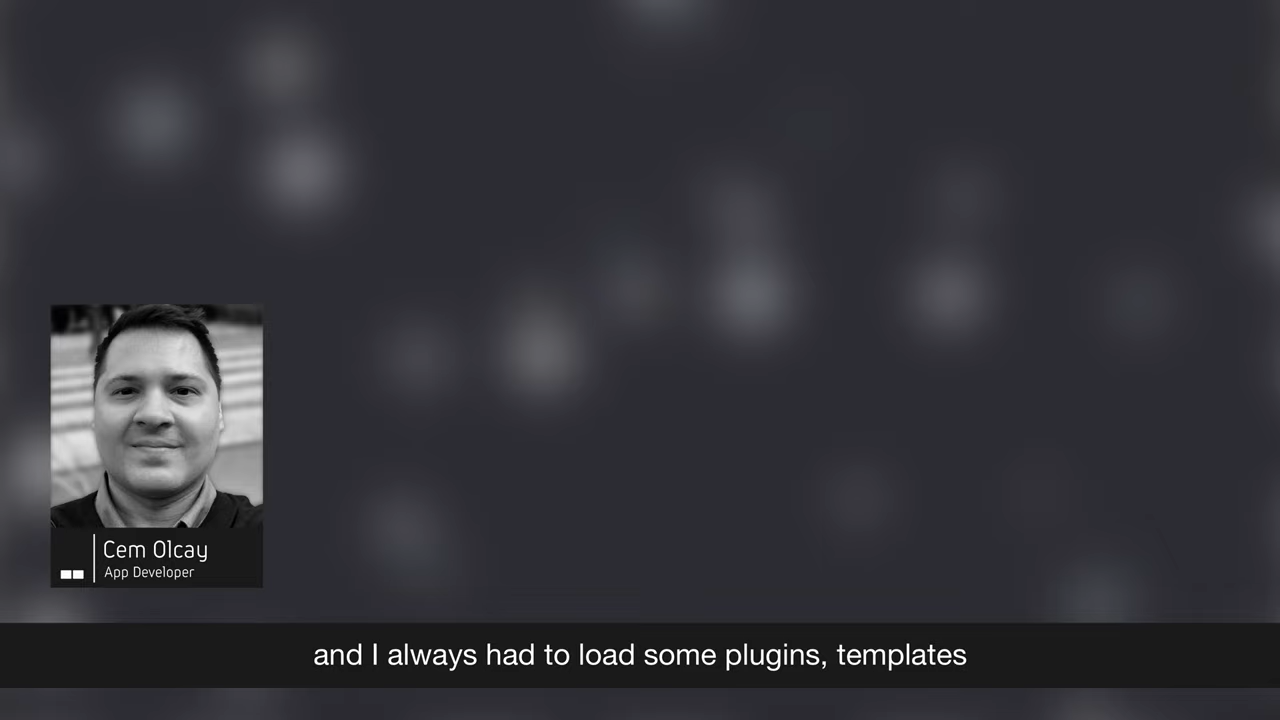 Cem Olcay
App Developer
and I always had to load some plugins, templates